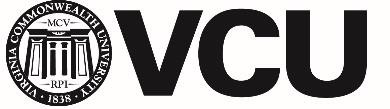 VIRGINIA COMMONWEALTH UNIVERSITY
MCV
RPI
1838
VCU